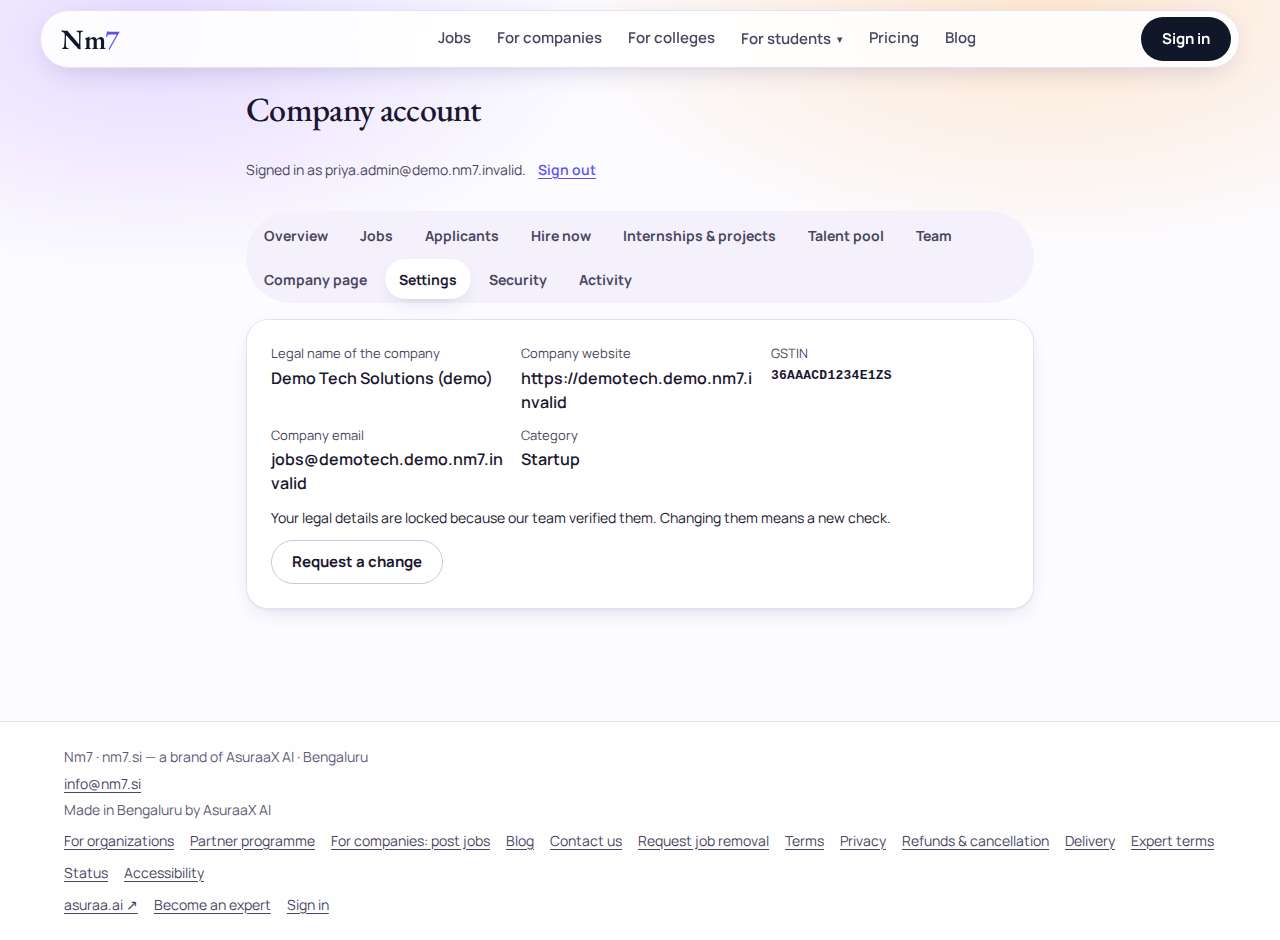 Nm7
Jobs For companies For colleges For students ▾ Pricing Blog
Sign in
Company account
Signed in as priya.admin@demo.nm7.invalid. Sign out
Overview Jobs Applicants Hire now Internships & projects Talent pool Team
Company page Settings Security Activity
Legal name of the company
Demo Tech Solutions (demo)
Company website
https://demotech.demo.nm7.i
nvalid
GSTIN
36AAACD1234E1ZS
Company email
jobs@demotech.demo.nm7.in
valid
Category
Startup
Your legal details are locked because our team verified them. Changing them means a new check.
Request a change
Nm7 · nm7.si — a brand of AsuraaX AI · Bengaluru
info@nm7.si
Made in Bengaluru by AsuraaX AI
For organizations Partner programme For companies: post jobs Blog Contact us Request job removal Terms Privacy Refunds & cancellation Delivery Expert terms
Status Accessibility
asuraa.ai ↗ Become an expert Sign in